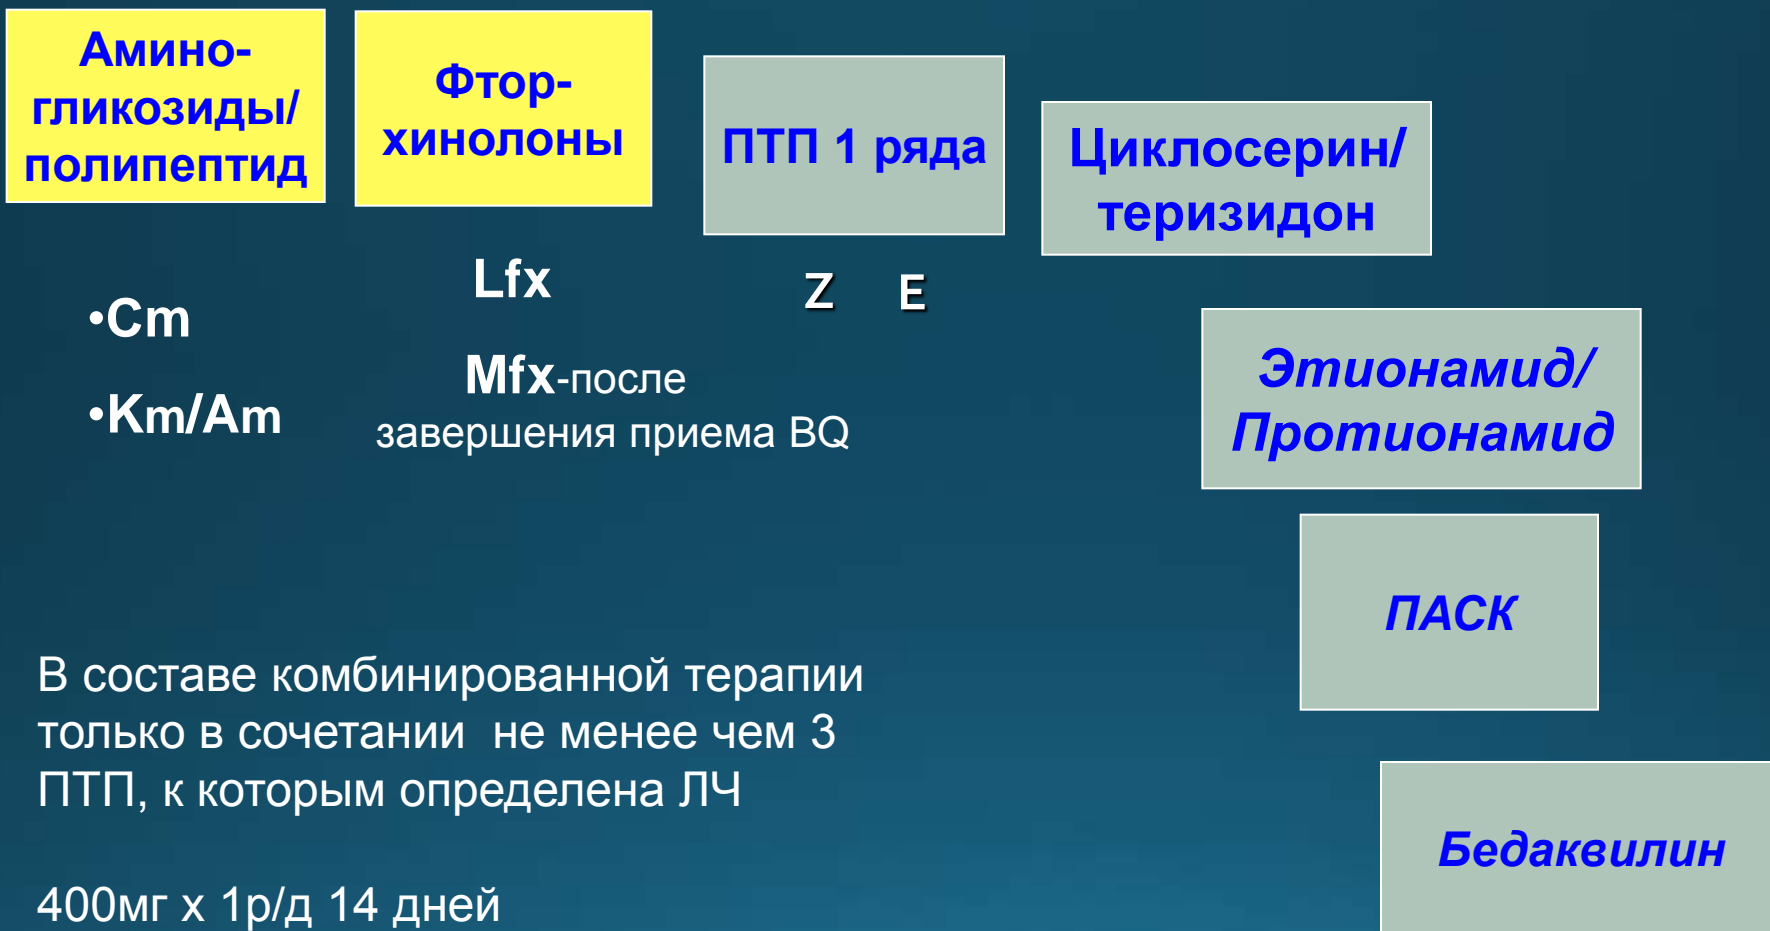 Амино-
гликозиды/
полипептид
Фтор-
хинолоны
ПТП 1 ряда
Циклосерин/
теризидон
•Cm
•Km/Am
Lfx
Mfx-после
завершения приема BQ
Z E
Этионамид/
Протионамид
ПАСК
Бедаквилин
В составе комбинированной терапии
только в сочетании не менее чем 3
ПТП, к которым определена ЛЧ
400мг х 1р/д 14 дней